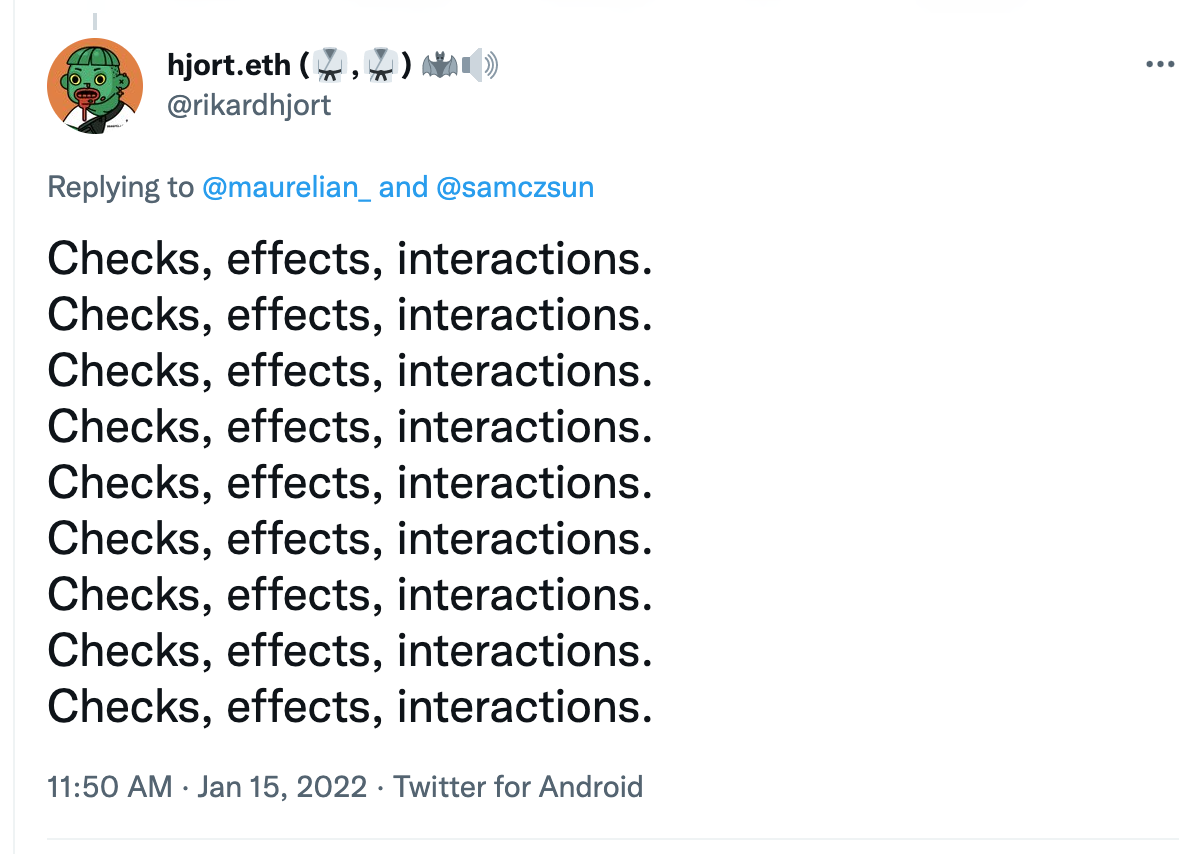 hjort.eth (🥋,🥋) 🦇🔊
@rikardhjort
Replying to @maurelian_ and @samczsun
Checks, effects, interactions.
Checks, effects, interactions.
Checks, effects, interactions.
Checks, effects, interactions.
Checks, effects, interactions.
Checks, effects, interactions.
Checks, effects, interactions.
Checks, effects, interactions.
Checks, effects, interactions.
11:50 AM · Jan 15, 2022 · Twitter for Android